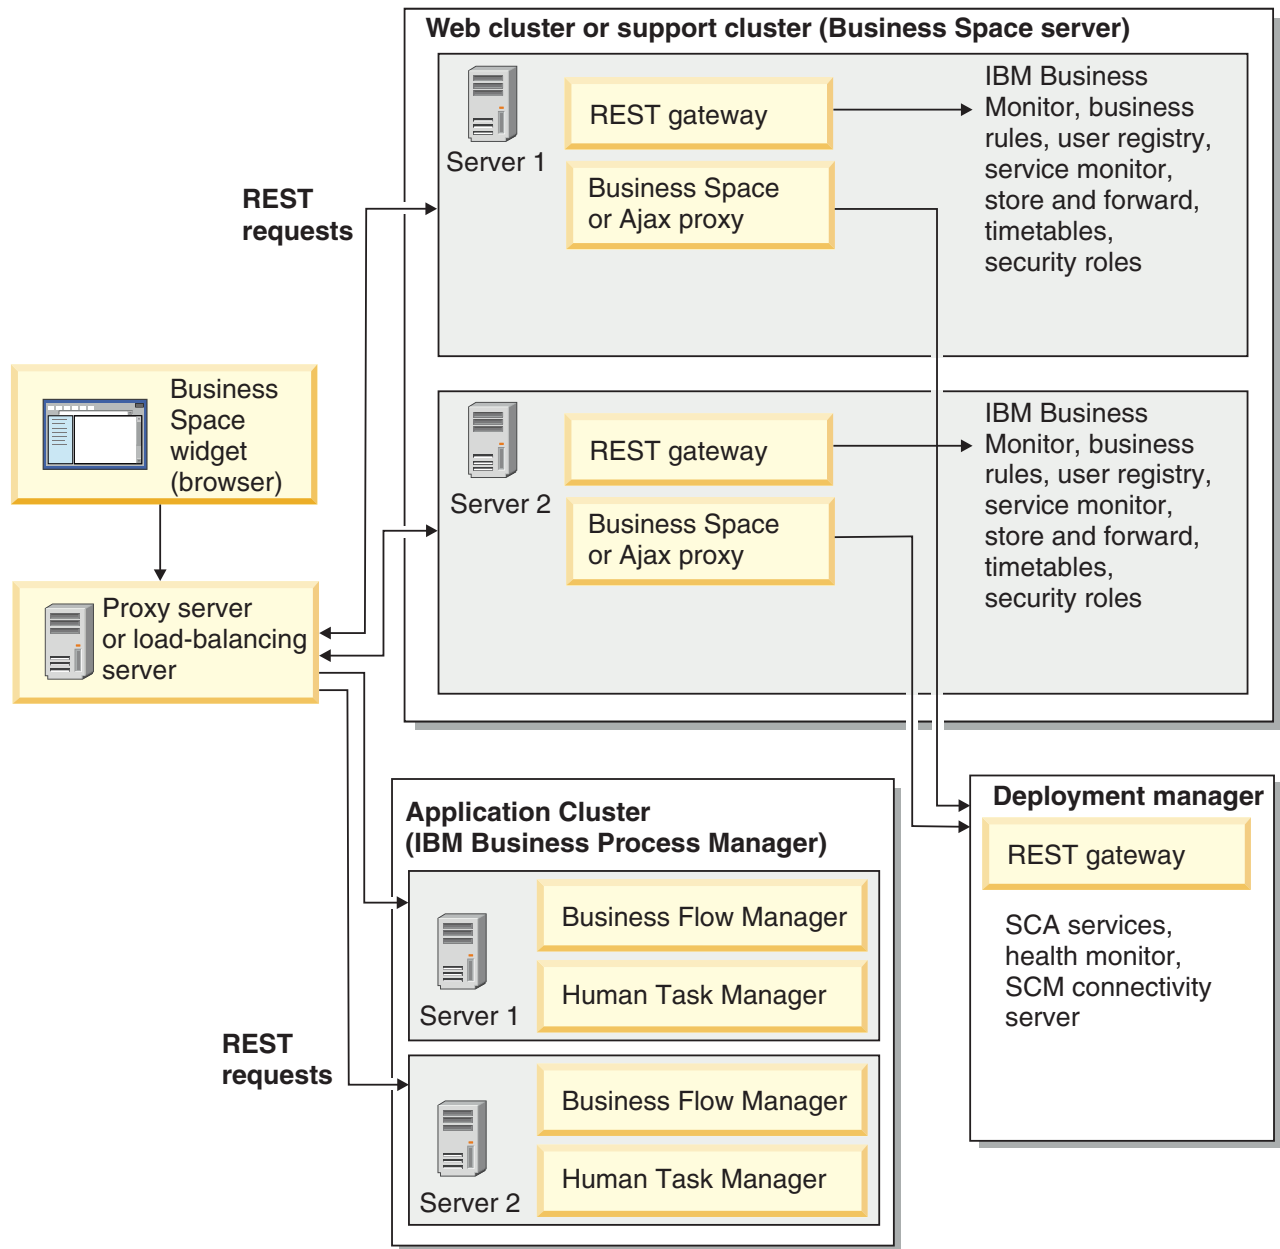 Web cluster or support cluster (Business Space server)
Server 1
REST gateway
Business Space
or Ajax proxy
IBM Business
Monitor, business
rules, user registry,
service monitor,
store and forward,
timetables,
security roles
REST
requests
Server 2
REST gateway
Business Space
or Ajax proxy
IBM Business
Monitor, business
rules, user registry,
service monitor,
store and forward,
timetables,
security roles
Business
Space
widget
(browser)
Proxy server
or load-balancing
server
Application Cluster
(IBM Business Process Manager)
Server 1
Business Flow Manager
Human Task Manager
REST
requests
Server 2
Business Flow Manager
Human Task Manager
Deployment manager
REST gateway
SCA services,
health monitor,
SCM connectivity
server